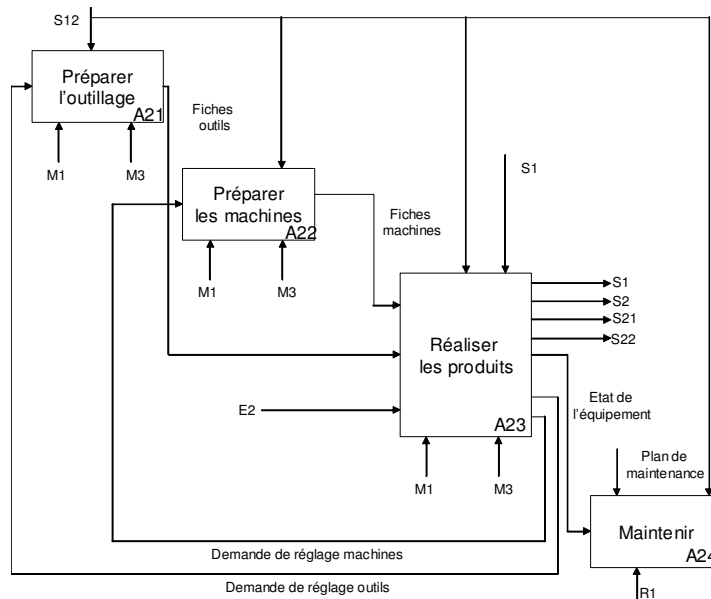 S12
Préparer
l'outillage
A21
Fiches
outils
M1
M3
S1
Préparer
les machines
A22
Fiches
machines
M1
M3
S1
S2
S21
S22
Réaliser
les produits
A23
E2
Etat de
l'équipement
M1
M3
Plan de
maintenance
Maintenir
A24
Demande de réglage machines
Demande de réglage outils
R1